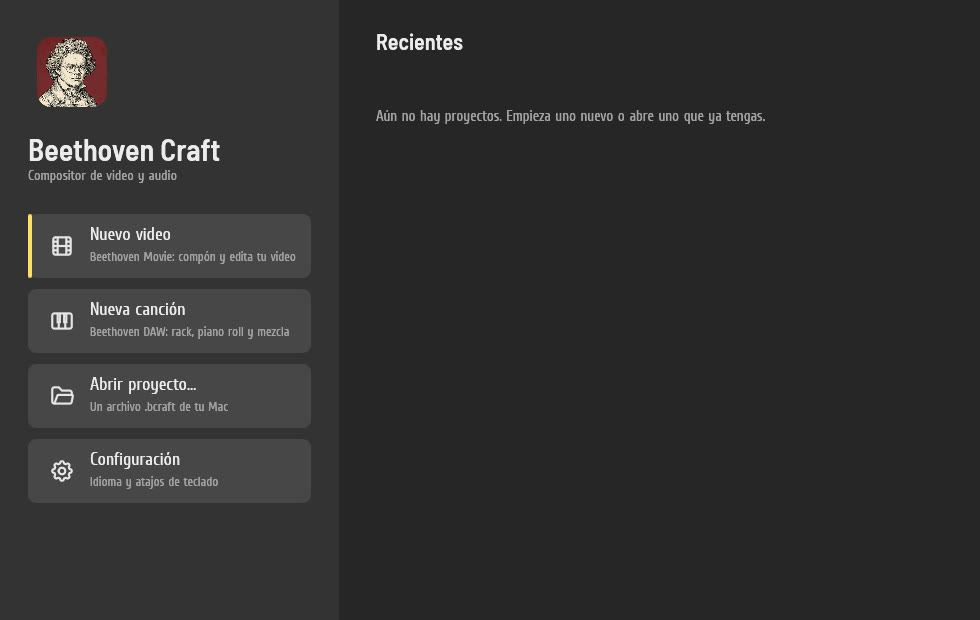 Beethoven Craft
Compositor de video y audio
Nuevo video
Beethoven Movie: compón y edita tu video
Nueva canción
Beethoven DAW: rack, piano roll y mezcla
Abrir proyecto...
Un archivo .bcraft de tu Mac
Configuración
Idioma y atajos de teclado
Recientes
Aún no hay proyectos. Empieza uno nuevo o abre uno que ya tengas.